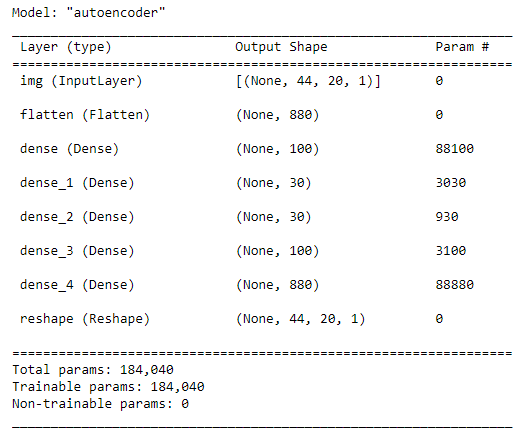 Model: "autoencoder"
_________________________________________________________________
Layer (type) Output Shape Param #
=================================================================
img (InputLayer) [(None, 44, 20, 1)] 0
flatten (Flatten) (None, 880) 0
dense (Dense) (None, 100) 88100
dense_1 (Dense) (None, 30) 3030
dense_2 (Dense) (None, 30) 930
dense_3 (Dense) (None, 100) 3100
dense_4 (Dense) (None, 880) 88880
reshape (Reshape) (None, 44, 20, 1) 0
=================================================================
Total params: 184,040
Trainable params: 184,040
Non-trainable params: 0
_________________________________________________________________